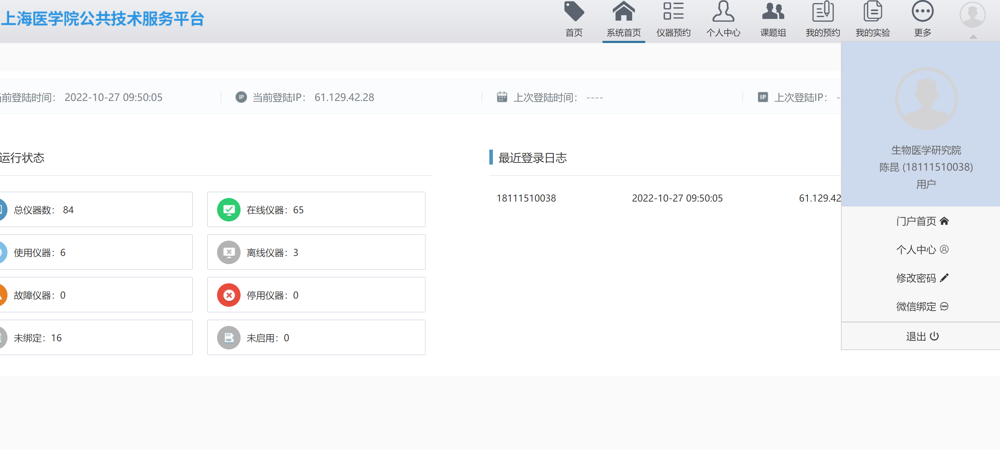 上海医学院公共技术服务平台
首页
系统首页
仪器预约
个人中心
课题组
我的预约
我的实验
更多
前登陆时间： 2022-10-27 09:50:05
IP 当前登陆IP： 61.129.42.28
上次登陆时间： ----
IP 上次登陆IP： -
生物医学研究院
陈昆 (18111510038)
用户
门户首页
个人中心
修改密码
微信绑定 new
退出
运行状态
总仪器数： 84
在线仪器：65
使用仪器：6
离线仪器：3
故障仪器：0
停用仪器：0
未绑定：16
未启用：0
最近登录日志
18111510038 2022-10-27 09:50:05 61.129.42